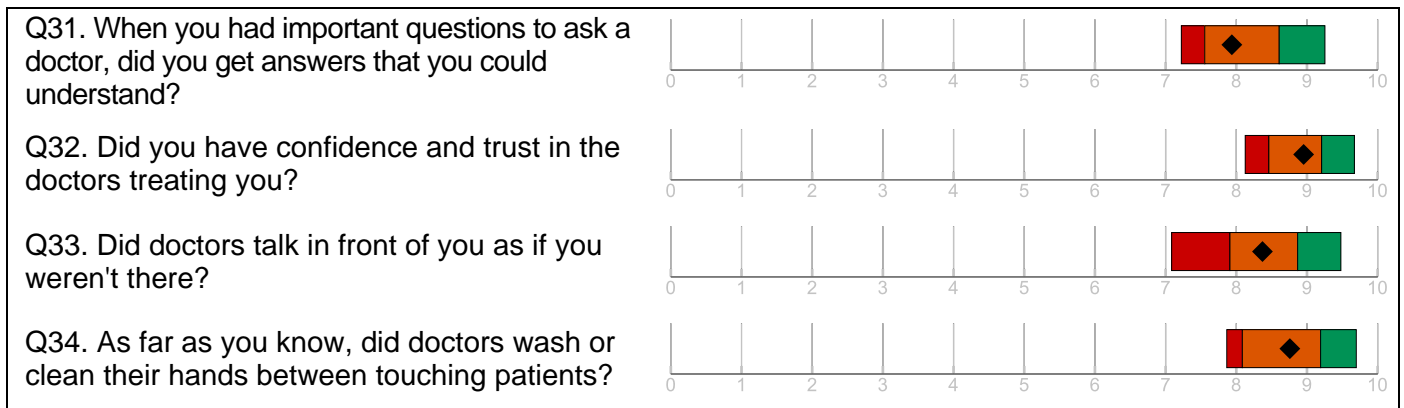 Q31. When you had important questions to ask a
doctor, did you get answers that you could
understand?
0 1 2 3 4 5 6 7 8 9 10
Q32. Did you have confidence and trust in the
doctors treating you?
0 1 2 3 4 5 6 7 8 9 10
Q33. Did doctors talk in front of you as if you
weren't there?
0 1 2 3 4 5 6 7 8 9 10
Q34. As far as you know, did doctors wash or
clean their hands between touching patients?
0 1 2 3 4 5 6 7 8 9 10